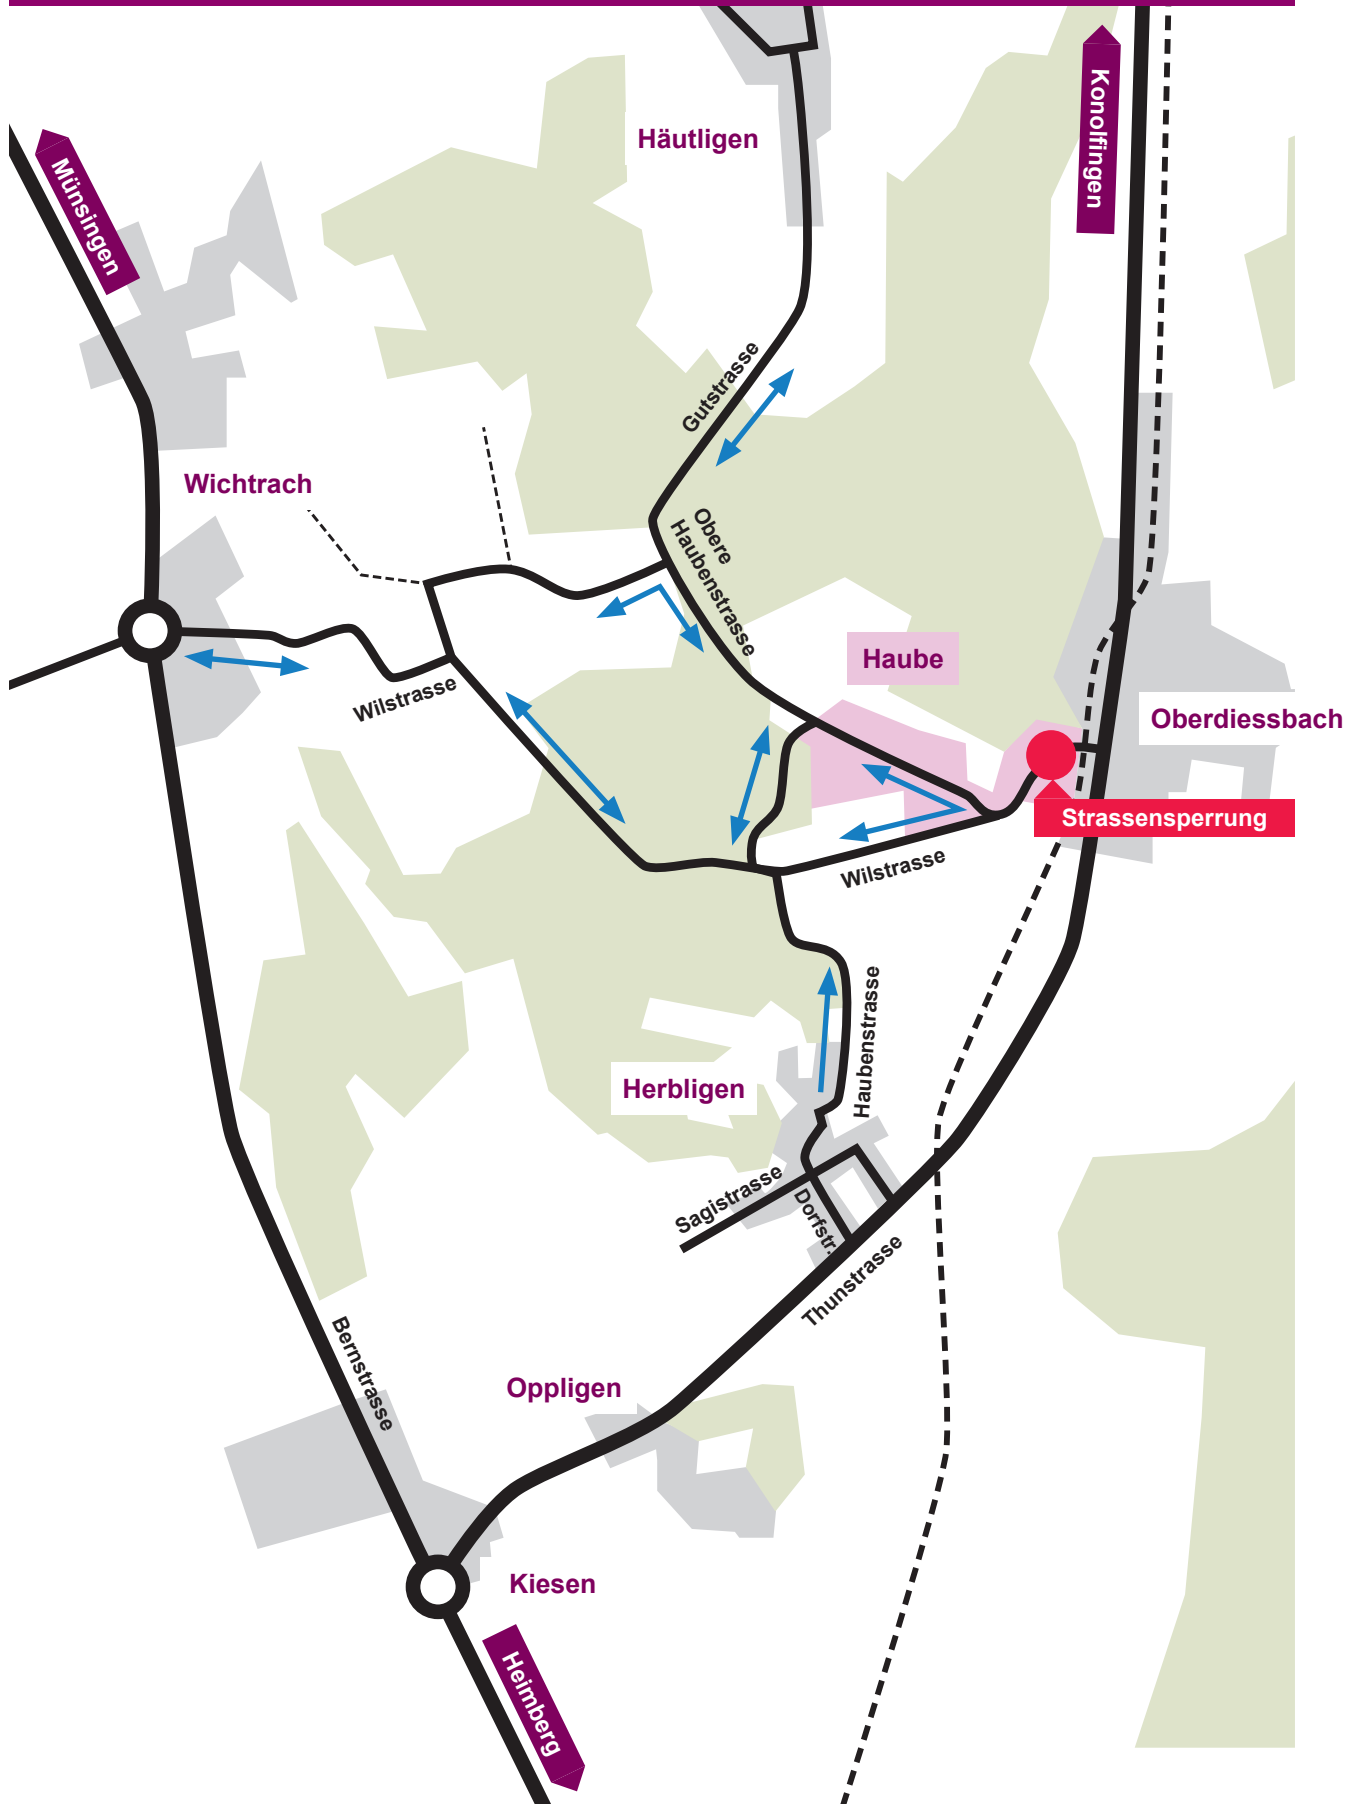 Konolfingen
Häutligen
Münsingen
Gutstrasse
Wichtrach
Obere
Haubenstrasse
Haube
Wilstrasse
Oberdiessbach
Strassensperrung
Wilstrasse
Haubenstrasse
Herbligen
Sagistrasse
Dorfstr.
Thunstrasse
Bernstrasse
Oppligen
Kiesen
Heimberg